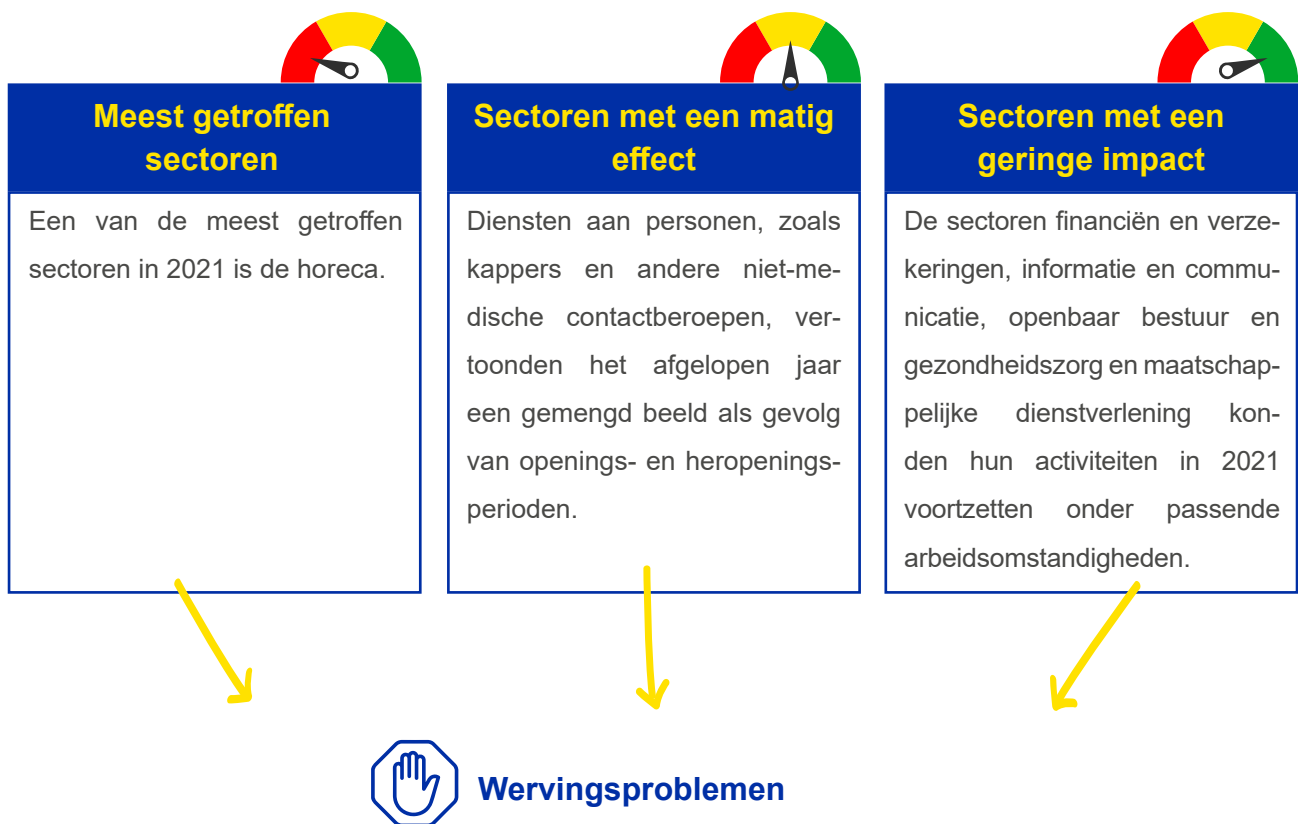 Meest getroffen
sectoren
Een van de meest getroffen
sectoren in 2021 is de horeca.
Sectoren met een matig
effect
Diensten aan personen, zoals
kappers en andere niet-me-
dische contactberoepen, ver-
toonden het afgelopen jaar
een gemengd beeld als gevolg
van openings- en heropenings-
perioden.
Sectoren met een
geringe impact
De sectoren financiën en verze-
keringen, informatie en commu-
nicatie, openbaar bestuur en
gezondheidszorg en maatschap-
pelijke dienstverlening kon-
den hun activiteiten in 2021
voortzetten onder passende
arbeidsomstandigheden.
Wervingsproblemen